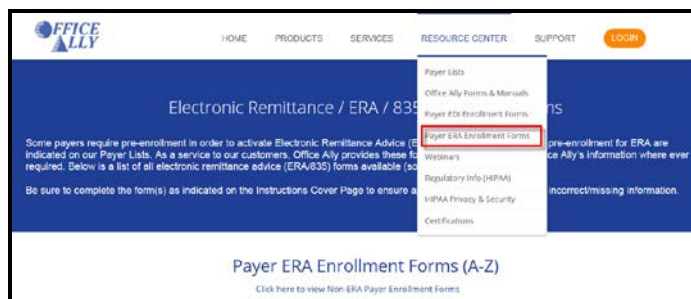 OFFICE
ALLY
HOME PRODUCTS SERVICES RESOURCE CENTER SUPPORT LOGIN
Payer Lists
Office Ally Forms & Manuals
Payer EDI Enrollment Forms
Payer ERA Enrollment Forms
Webinars
Regulatory Info (HIPAA)
HIPAA Privacy & Security
Certifications
Electronic Remittance / ERA / 835
Some payers require pre-enrollment in order to activate Electronic Remittance Advice (E pre-enrollment for ERA are
indicated on our Payer Lists. As a service to our customers, Office Ally provides these fo ce Ally's information where ever
required. Below is a list of all electronic remittance advice (ERA/835) forms available (so
Be sure to complete the form(s) as indicated on the Instructions Cover Page to ensure a incorrect/missing information.
Payer ERA Enrollment Forms (A-Z)
Click here to view Non-ERA Payer Enrollment Forms